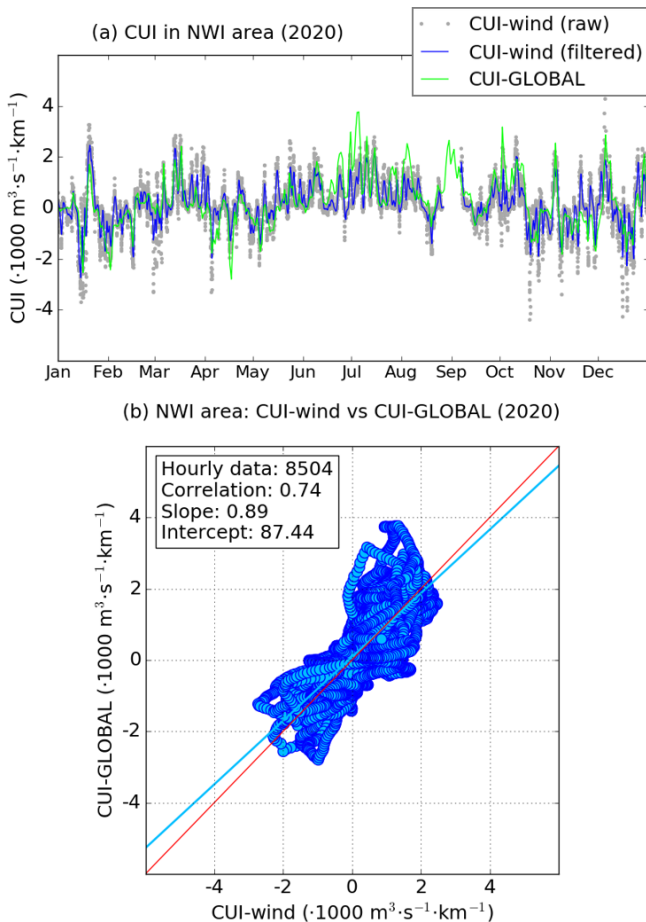 (a) CUI in NWI area (2020)
CUI-wind (raw)
CUI-wind (filtered)
CUI-GLOBAL
CUI (·1000 m³·s⁻¹·km⁻¹)
4
2
0
-2
-4
Jan Feb Mar Apr May Jun Jul Aug Sep Oct Nov Dec
(b) NWI area: CUI-wind vs CUI-GLOBAL (2020)
Hourly data: 8504
Correlation: 0.74
Slope: 0.89
Intercept: 87.44
CUI-GLOBAL (·1000 m³·s⁻¹·km⁻¹)
4
2
0
-2
-4
-4 -2 0 2 4
CUI-wind (·1000 m³·s⁻¹·km⁻¹)